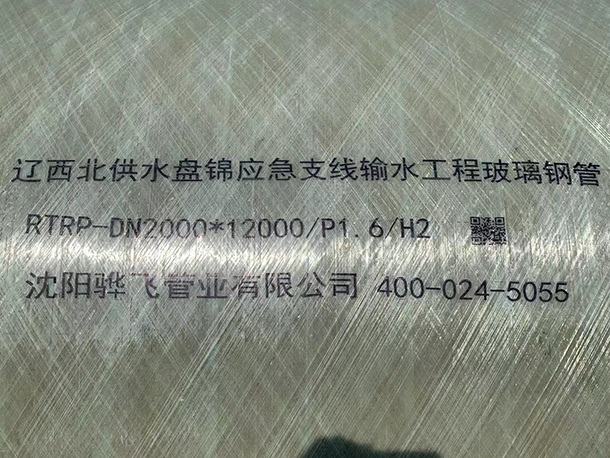 辽西北供水盘锦应急支线输水工程玻璃钢管
RTRP-DN2000*12000/P1.6/H2
沈阳骅飞管业有限公司 400-024-5055